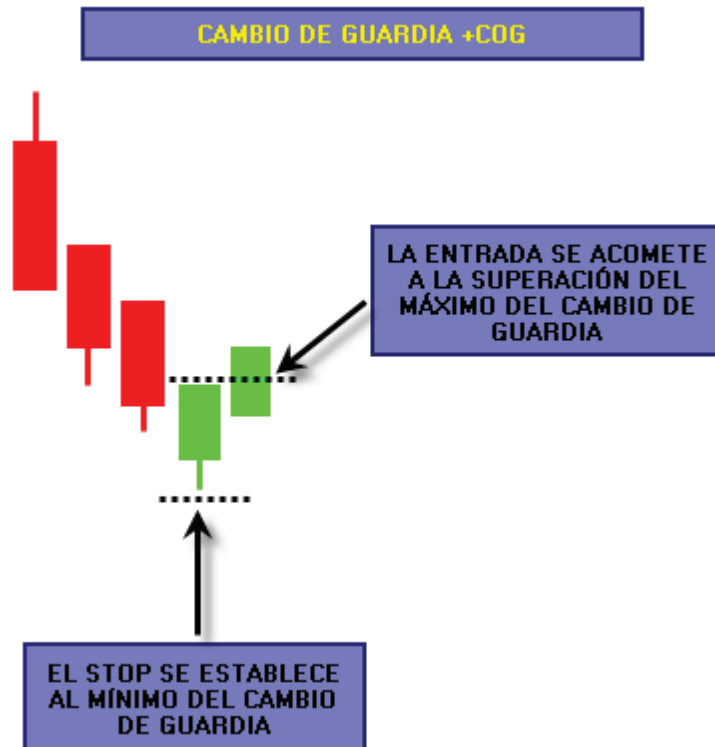 CAMBIO DE GUARDIA +COG
LA ENTRADA SE ACOMETE
A LA SUPERACIÓN DEL
MÁXIMO DEL CAMBIO DE
GUARDIA
EL STOP SE ESTABLECE
AL MÍNIMO DEL CAMBIO
DE GUARDIA